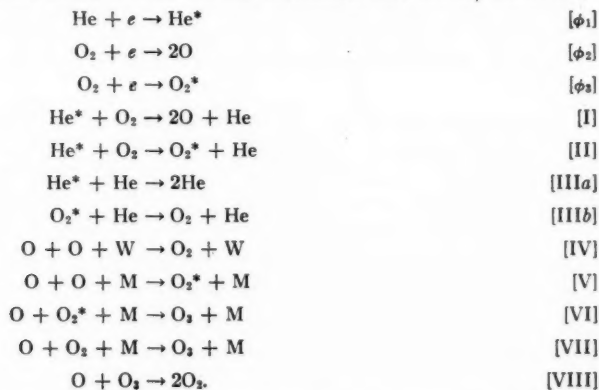 He + e → He* [ϕ₁]
O₂ + e → 2O [ϕ₂]
O₂ + e → O₂* [ϕ₃]
He* + O₂ → 2O + He [I]
He* + O₂ → O₂* + He [II]
He* + He → 2He [IIIa]
O₂* + He → O₂ + He [IIIb]
O + O + W → O₂ + W [IV]
O + O + M → O₂* + M [V]
O + O₂* + M → O₃ + M [VI]
O + O₂ + M → O₃ + M [VII]
O + O₃ → 2O₂. [VIII]